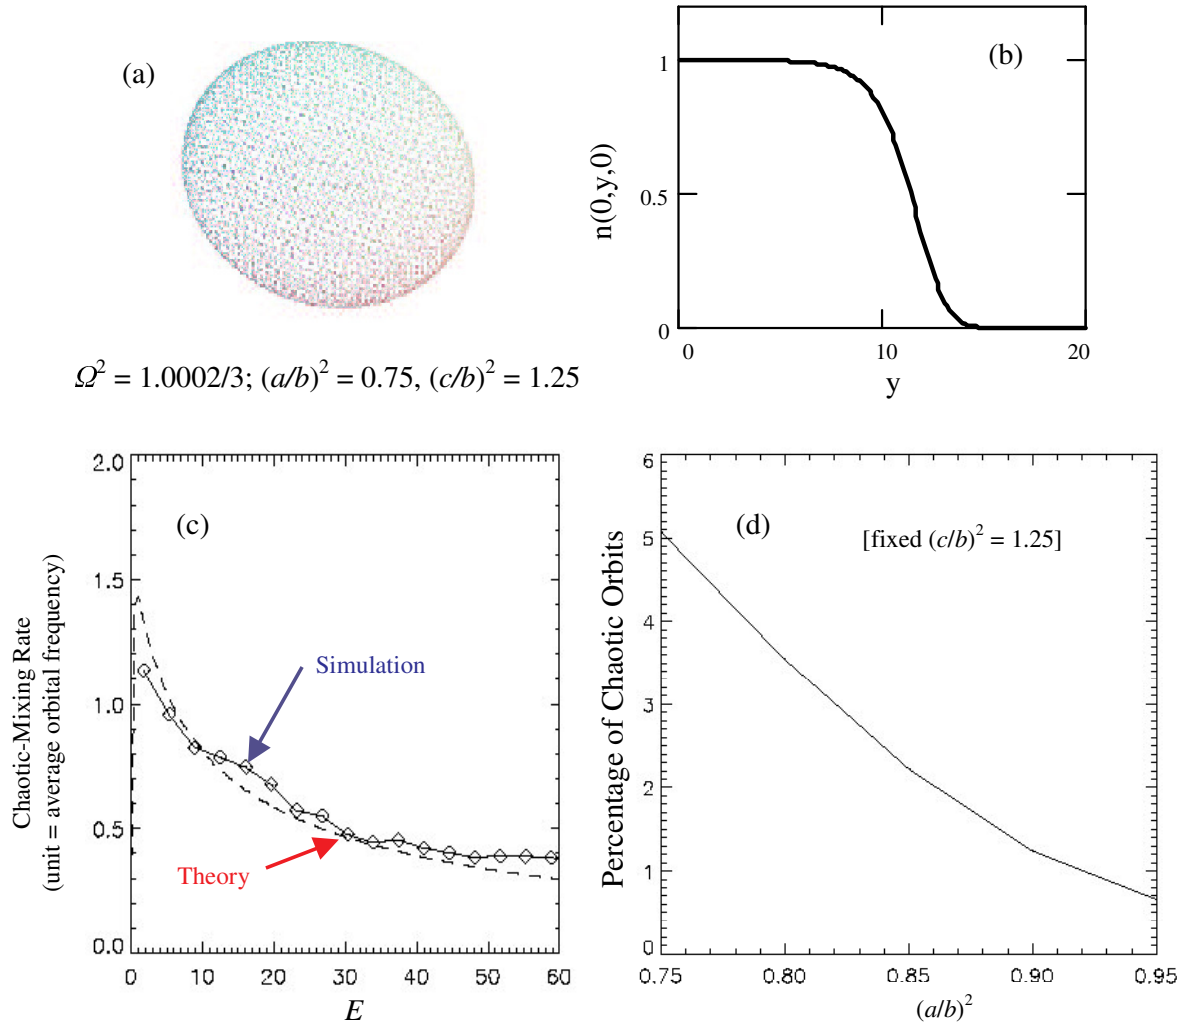 (a)
(b)
1
0.5
0
n(0,y,0)
0
10
20
y
Ω² = 1.0002/3; (a/b)² = 0.75, (c/b)² = 1.25
(c)
2.0
1.5
1.0
0.5
0.0
Chaotic-Mixing Rate
(unit = average orbital frequency)
Simulation
Theory
0 10 20 30 40 50 60
E
(d)
[fixed (c/b)² = 1.25]
6
5
4
3
2
1
0
Percentage of Chaotic Orbits
0.75 0.80 0.85 0.90 0.95
(a/b)²